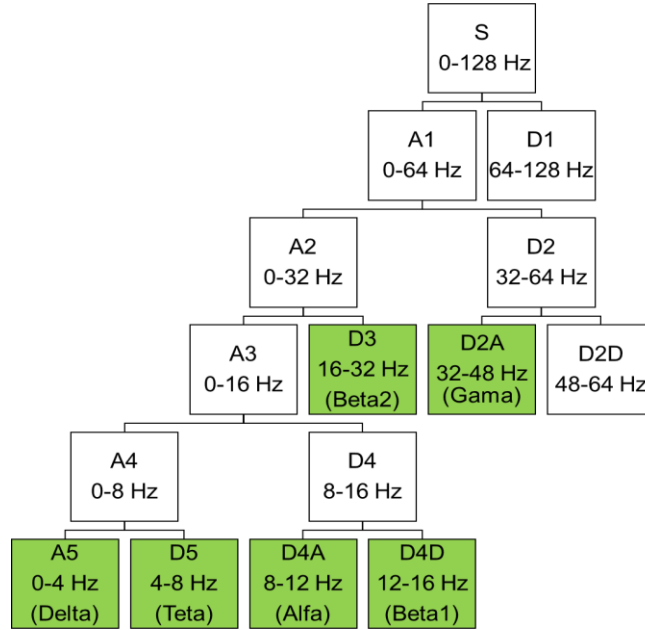 S
0-128 Hz
A1
0-64 Hz
D1
64-128 Hz
A2
0-32 Hz
D2
32-64 Hz
A3
0-16 Hz
D3
16-32 Hz
(Beta2)
D2A
32-48 Hz
(Gama)
D2D
48-64 Hz
A4
0-8 Hz
D4
8-16 Hz
A5
0-4 Hz
(Delta)
D5
4-8 Hz
(Teta)
D4A
8-12 Hz
(Alfa)
D4D
12-16 Hz
(Beta1)